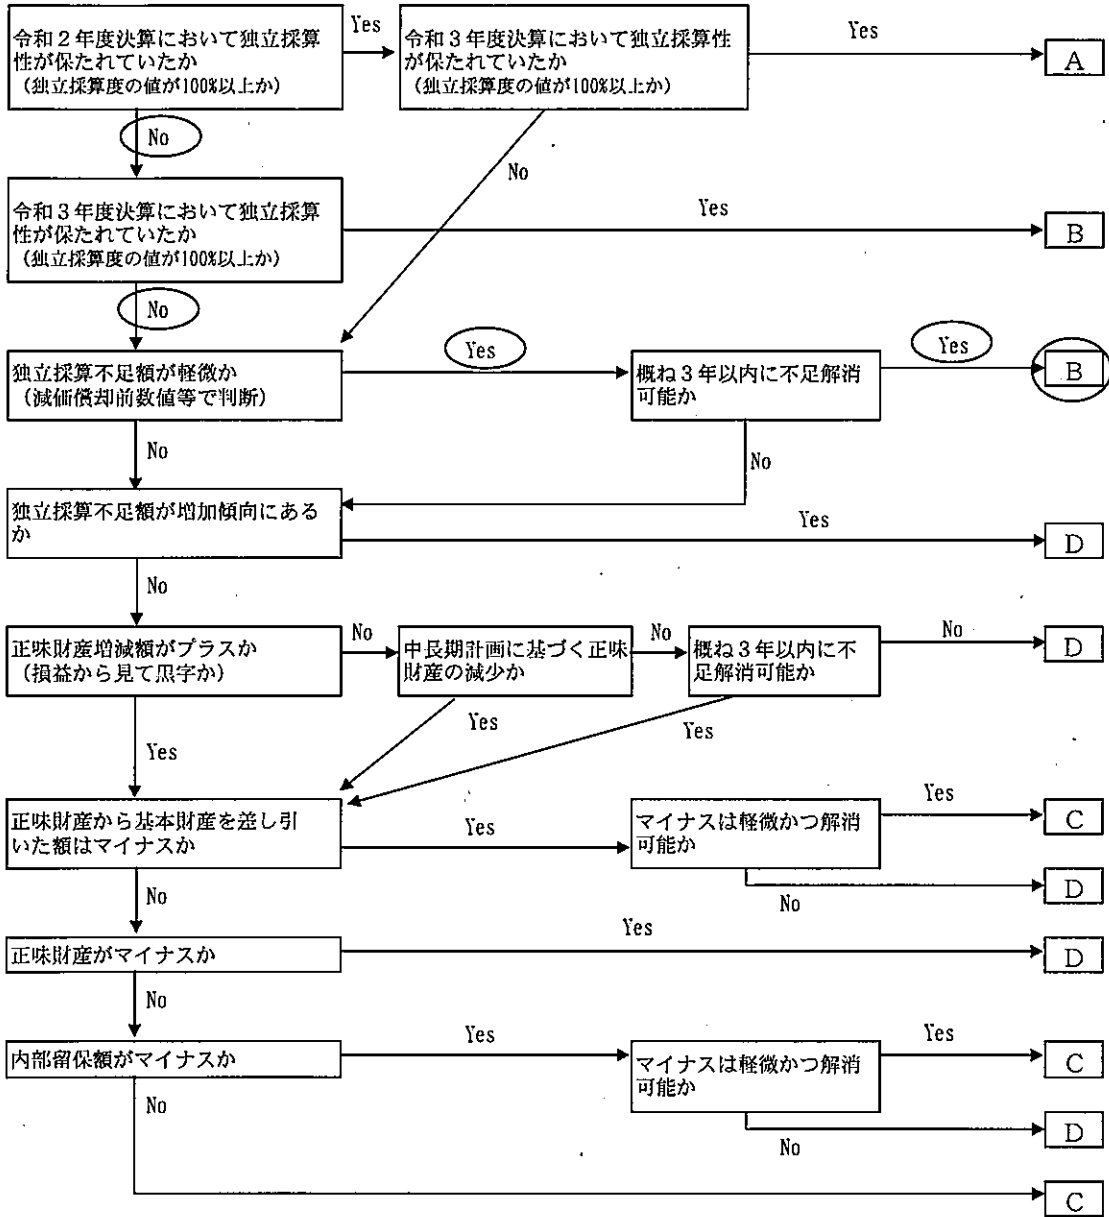 令和２年度決算において独立採算
性が保たれていたか
（独立採算度の値が100%以上か）
Yes
令和３年度決算において独立採算性
が保たれていたか
（独立採算度の値が100%以上か）
Yes
A
No
No
令和３年度決算において独立採算
性が保たれていたか
（独立採算度の値が100%以上か）
Yes
B
No
独立採算不足額が軽微か
（減価償却前数値等で判断）
Yes
概ね３年以内に不足解消
可能か
Yes
B
No
No
独立採算不足額が増加傾向にある
か
Yes
D
No
正味財産増減額がプラスか
（損益から見て黒字か）
No
中長期計画に基づく正味
財産の減少か
No
概ね３年以内に不
足解消可能か
No
D
Yes
Yes
Yes
正味財産から基本財産を差し引
いた額はマイナスか
Yes
マイナスは軽微かつ解消
可能か
Yes
C
No
No
D
正味財産がマイナスか
Yes
D
No
内部留保額がマイナスか
Yes
マイナスは軽微かつ解消
可能か
Yes
C
No
No
D
C